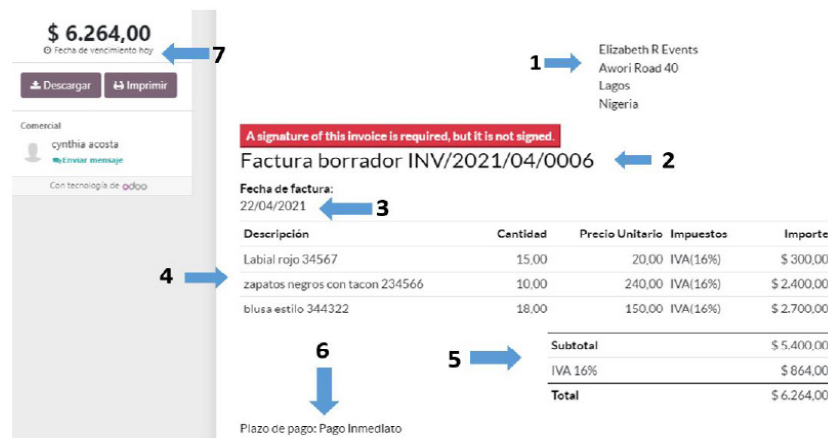 $ 6.264,00
Fecha de vencimiento hoy
7
Descargar Imprimir
Comercial
cynthia acosta
Enviar mensaje
Con tecnología de odoo
1
Elizabeth R Events
Awori Road 40
Lagos
Nigeria
A signature of this invoice is required, but it is not signed.
Factura borrador INV/2021/04/0006
2
Fecha de factura:
22/04/2021
3
Descripción Cantidad Precio Unitario Impuestos Importe
4
Labial rojo 34567 15,00 20,00 IVA(16%) $ 300,00
zapatos negros con tacon 234566 10,00 240,00 IVA(16%) $ 2.400,00
blusa estilo 344322 18,00 150,00 IVA(16%) $ 2.700,00
5
Subtotal $ 5.400,00
IVA 16% $ 864,00
Total $ 6.264,00
6
Plazo de pago: Pago Inmediato